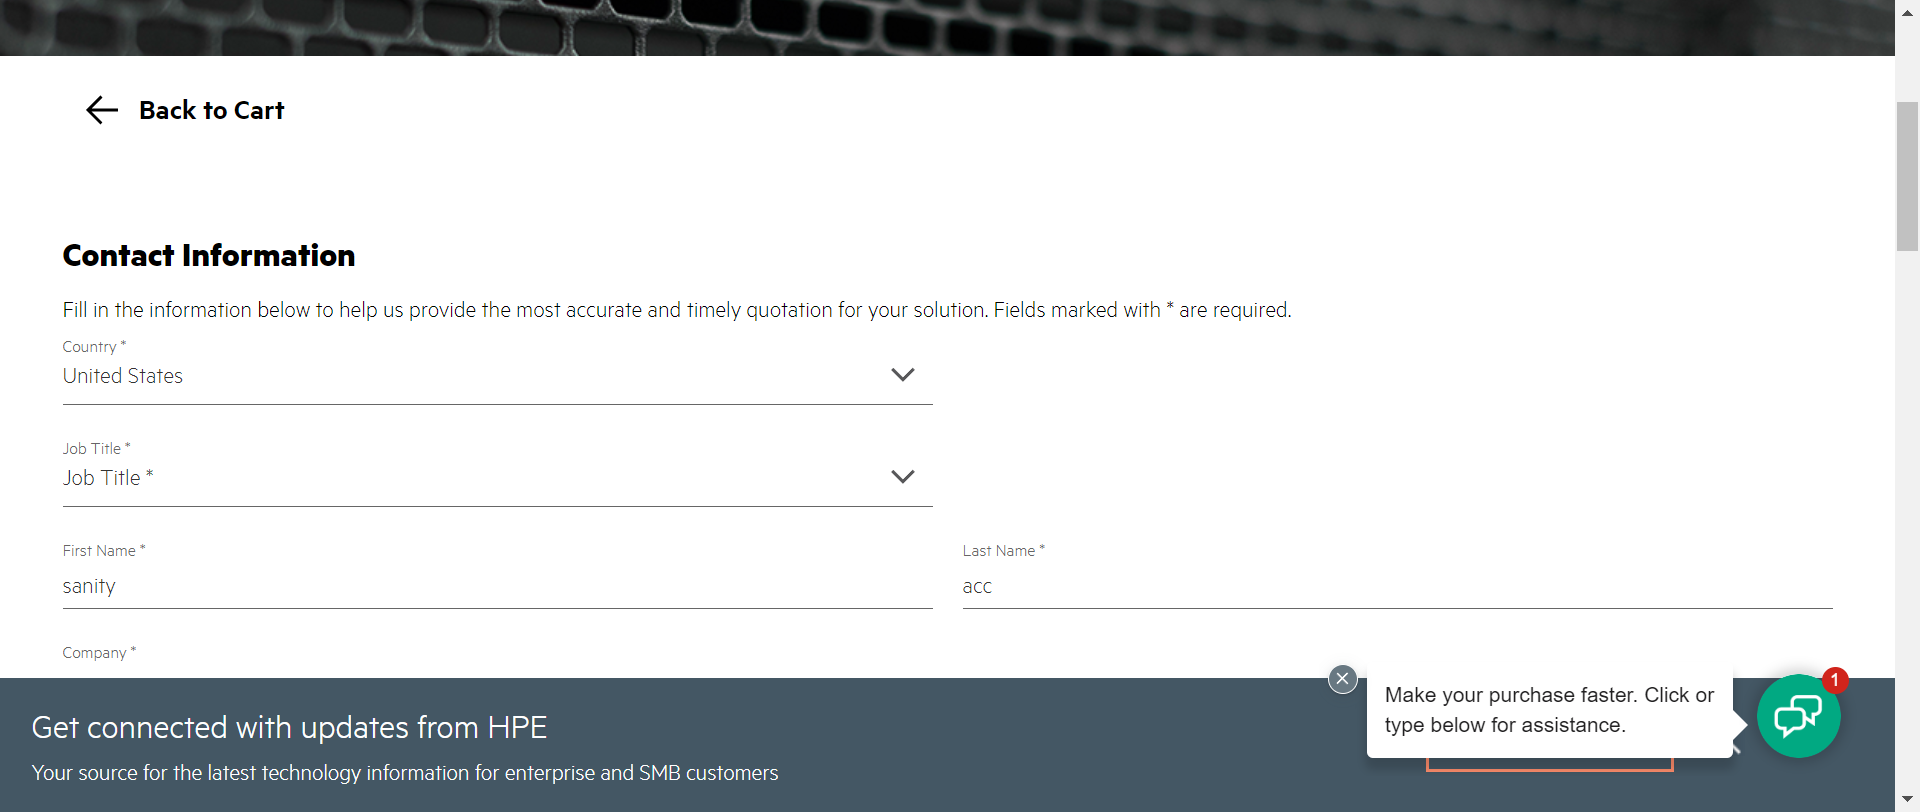 Back to Cart
Contact Information
Fill in the information below to help us provide the most accurate and timely quotation for your solution. Fields marked with * are required.
Country *
United States
Job Title *
Job Title *
First Name *
sanity
Last Name *
acc
Company *
Get connected with updates from HPE
Your source for the latest technology information for enterprise and SMB customers
Make your purchase faster. Click or
type below for assistance.
1